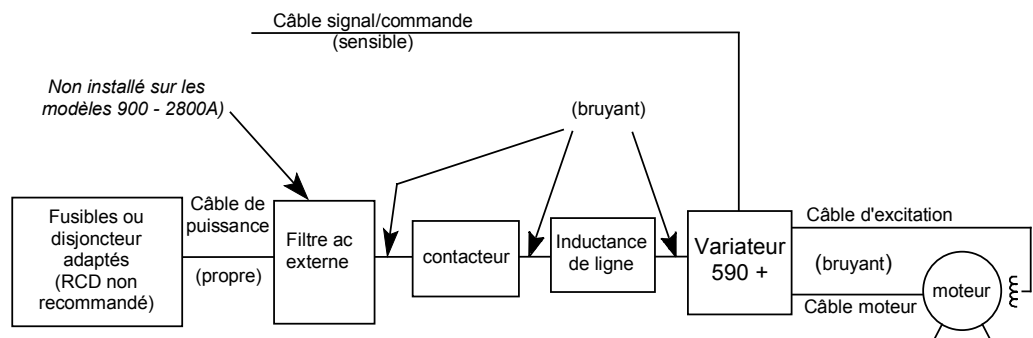 Câble signal/commande
(sensible)
Non installé sur les
modèles 900 - 2800A)
(bruyant)
Fusibles ou
disjoncteur
adaptés
(RCD non
recommandé)
Câble de
puissance
(propre)
Filtre ac
externe
contacteur
Inductance
de ligne
Variateur
590 +
Câble d'excitation
(bruyant)
Câble moteur
moteur